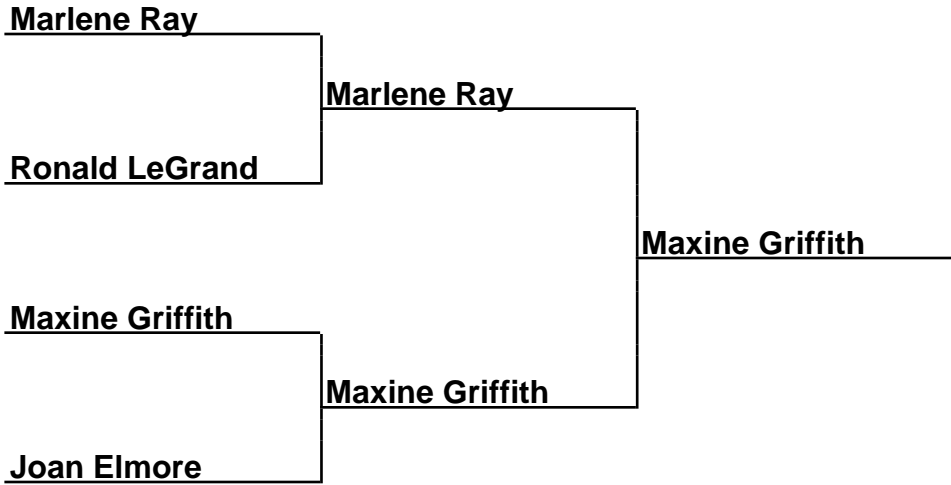 Marlene Ray
Marlene Ray
Ronald LeGrand
Maxine Griffith
Maxine Griffith
Maxine Griffith
Joan Elmore